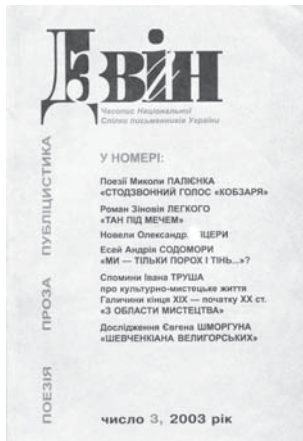 Дзвін
Часопис Національної
Спілки письменників України
У НОМЕРІ:
Поезії Миколи ПАЛІЄНКА
«СТОДЗВОННИЙ ГОЛОС «КОБЗАРЯ»
Роман Зіновія ЛЕГКОГО
«ТАН ПІД МЕЧЕМ»
Новели
Есей Андрія СОДОМОРИ
«МИ — ТІЛЬКИ ПОРОХ І ТІНЬ...»?
Спомини Івана ТРУША
про культурно-мистецьке життя
Галичини кінця XIX — початку XX ст.
«З ОБЛАСТИ МИСТЕЦТВА»
Дослідження Євгена ШМОРГУНА
«ШЕВЧЕНКІАНА ВЕЛИГОРСЬКИХ»
число 3, 2003 рік
ПОЕЗІЯ ПРОЗА ПУБЛІЦИСТИКА